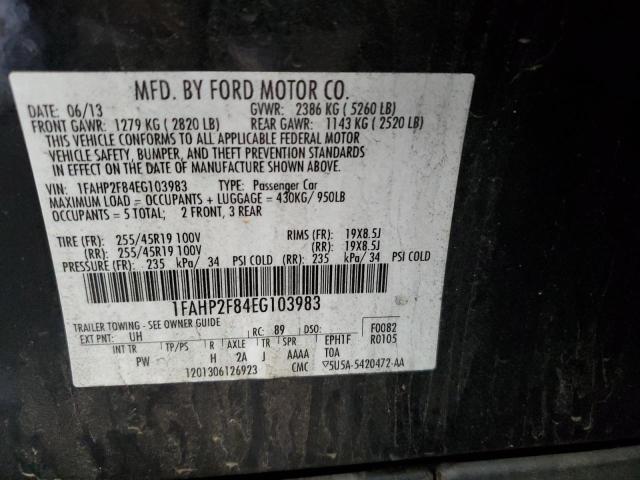 MFD. BY FORD MOTOR CO.
DATE: 06/13 GVWR: 2386 KG ( 5260 LB)
FRONT GAWR: 1279 KG ( 2820 LB) REAR GAWR: 1143 KG ( 2520 LB)
THIS VEHICLE CONFORMS TO ALL APPLICABLE FEDERAL MOTOR
VEHICLE SAFETY, BUMPER, AND THEFT PREVENTION STANDARDS
IN EFFECT ON THE DATE OF MANUFACTURE SHOWN ABOVE.
VIN: 1FAHP2F84EG103983 TYPE: Passenger Car
MAXIMUM LOAD = OCCUPANTS + LUGGAGE = 430KG/ 950LB
OCCUPANTS = 5 TOTAL; 2 FRONT, 3 REAR
TIRE (FR): 255/45R19 100V RIMS (FR): 19X8.5J
(RR): 255/45R19 100V (RR): 19X8.5J
PRESSURE (FR): 235 kPa/ 34 PSI COLD (RR): 235 kPa/ 34 PSI COLD
1FAHP2F84EG103983
TRAILER TOWING - SEE OWNER GUIDE
EXT PNT: UH RC: 89 DSO: F0082
INT TR TP/PS R AXLE TR SPR EPH1F R0105
PW H 2A J AAAA TOA
1201306126923 CMC ▽5U5A-5420472-AA